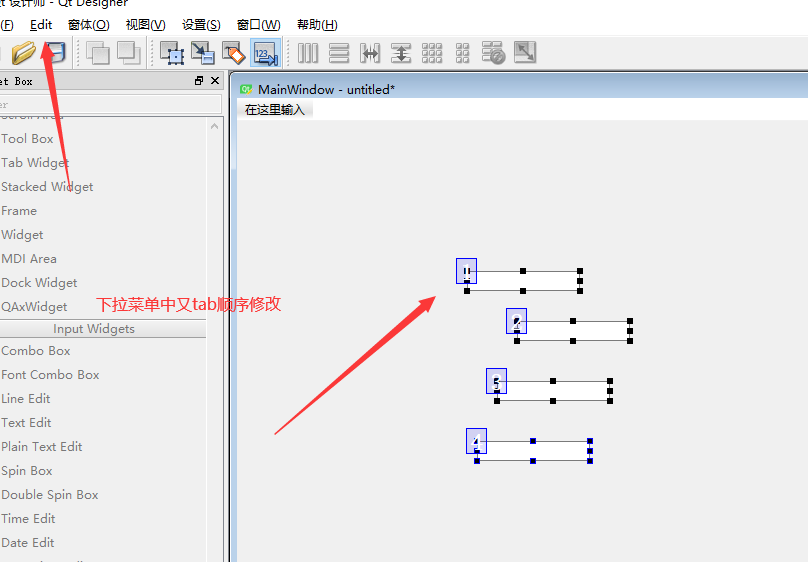 设计师 - Qt Designer
(F) Edit 窗体(O) 视图(V) 设置(S) 窗口(W) 帮助(H)
123
et Box
er
Scroll Area
Tool Box
Tab Widget
Stacked Widget
Frame
Widget
MDI Area
Dock Widget
QAxWidget
Input Widgets
Combo Box
Font Combo Box
Line Edit
Text Edit
Plain Text Edit
Spin Box
Double Spin Box
Time Edit
Date Edit
MainWindow - untitled*
在这里输入
1
2
3
4
下拉菜单中又tab顺序修改